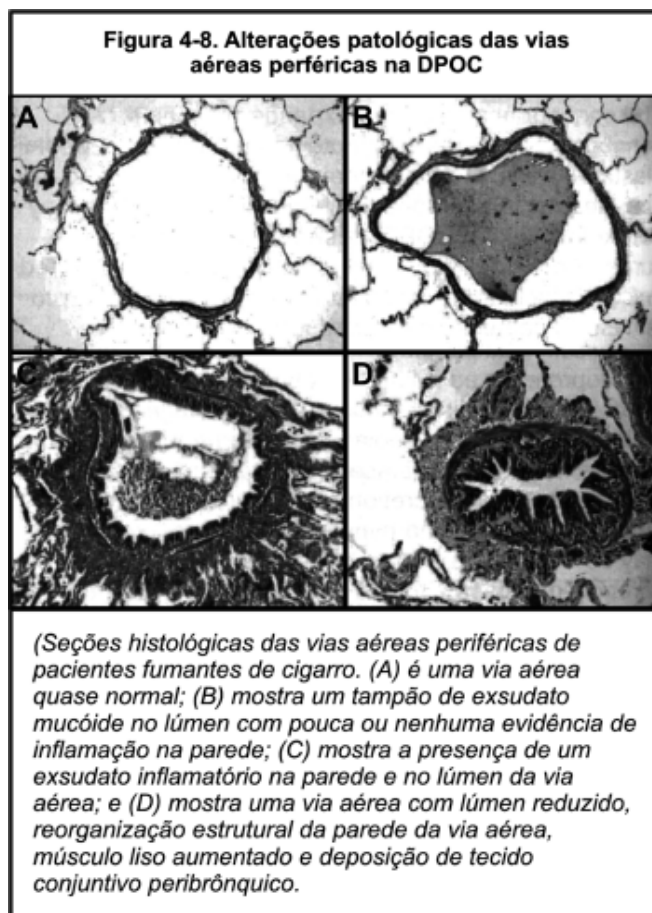 Figura 4-8. Alterações patológicas das vias
aéreas perféricas na DPOC
A
B
C
D
(Seções histológicas das vias aéreas periféricas de
pacientes fumantes de cigarro. (A) é uma via aérea
quase normal; (B) mostra um tampão de exsudato
mucóide no lúmen com pouca ou nenhuma evidência de
inflamação na parede; (C) mostra a presença de um
exsudato inflamatório na parede e no lúmen da via
aérea; e (D) mostra uma via aérea com lúmen reduzido,
reorganização estrutural da parede da via aérea,
músculo liso aumentado e deposição de tecido
conjuntivo peribrônquico.